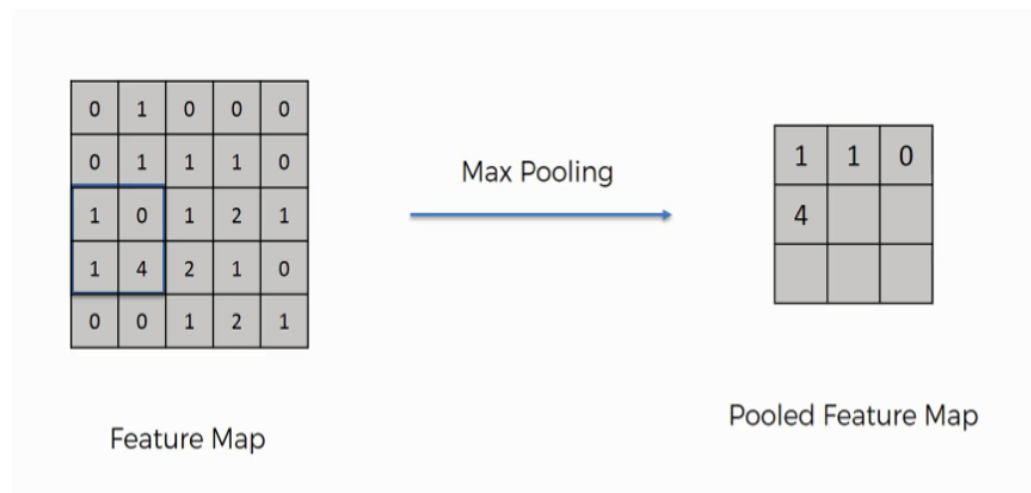 0 1 0 0 0
0 1 1 1 0
1 0 1 2 1
1 4 2 1 0
0 0 1 2 1
Feature Map
Max Pooling
1 1 0
4
Pooled Feature Map